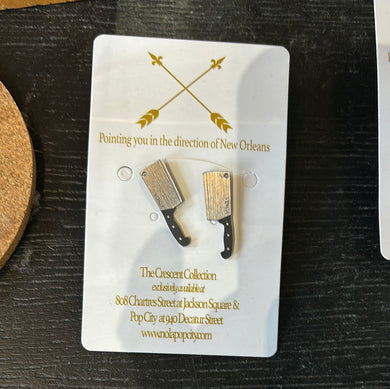 Pointing you in the direction of New Orleans
The Crescent Collection
exclusively available at
808 Chartres Street at Jackson Square &
Pop City at 940 Decatur Street
www.nolapopcity.com